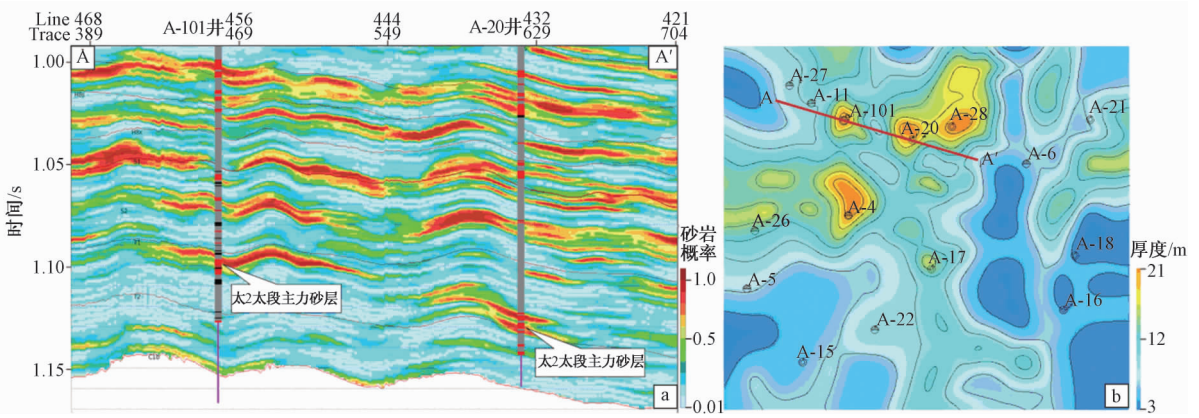 Line 468 A-101井 456 444 A-20井 432 421
Trace 389 469 549 629 704
A
A′
1.00
1.05
1.10
1.15
时间/s
太2太段主力砂层
太2太段主力砂层
a
砂岩
概率
1.0
0.5
0.01
A-27
A
A-11
A-101
A-20
A-28
A-21
A′
A-6
A-4
A-26
A-17
A-18
A-5
A-16
A-22
A-15
b
厚度/m
21
12
3